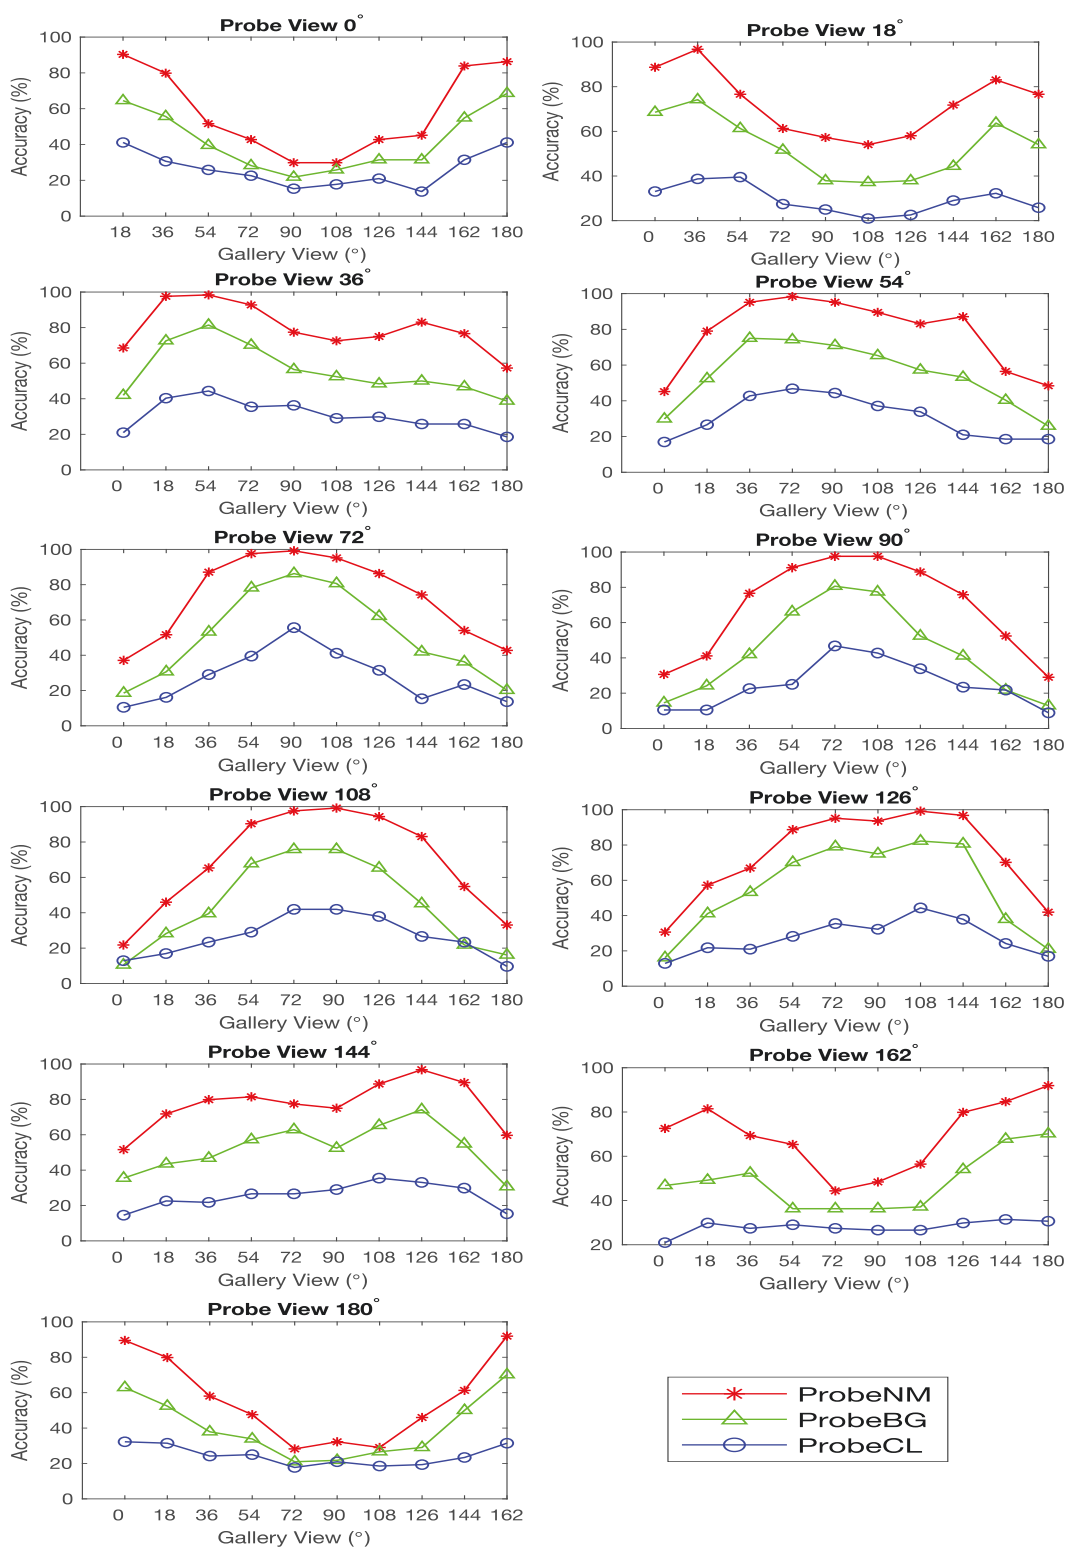 Probe View 0°
100
80
60
40
20
0
Accuracy (%)
18 36 54 72 90 108 126 144 162 180
Gallery View (°)
Probe View 18°
100
80
60
40
20
Accuracy (%)
0 36 54 72 90 108 126 144 162 180
Gallery View (°)
Probe View 36°
100
80
60
40
20
0
Accuracy (%)
0 18 54 72 90 108 126 144 162 180
Gallery View (°)
Probe View 54°
100
80
60
40
20
0
Accuracy (%)
0 18 36 72 90 108 126 144 162 180
Gallery View (°)
Probe View 72°
100
80
60
40
20
0
Accuracy (%)
0 18 36 54 90 108 126 144 162 180
Gallery View (°)
Probe View 90°
100
80
60
40
20
0
Accuracy (%)
0 18 36 54 72 108 126 144 162 180
Gallery View (°)
Probe View 108°
100
80
60
40
20
0
Accuracy (%)
0 18 36 54 72 90 126 144 162 180
Gallery View (°)
Probe View 126°
100
80
60
40
20
0
Accuracy (%)
0 18 36 54 72 90 108 144 162 180
Gallery View (°)
Probe View 144°
100
80
60
40
20
0
Accuracy (%)
0 18 36 54 72 90 108 126 162 180
Gallery View (°)
Probe View 162°
100
80
60
40
20
Accuracy (%)
0 18 36 54 72 90 108 126 144 180
Gallery View (°)
Probe View 180°
100
80
60
40
20
0
Accuracy (%)
0 18 36 54 72 90 108 126 144 162
Gallery View (°)
ProbeNM
ProbeBG
ProbeCL